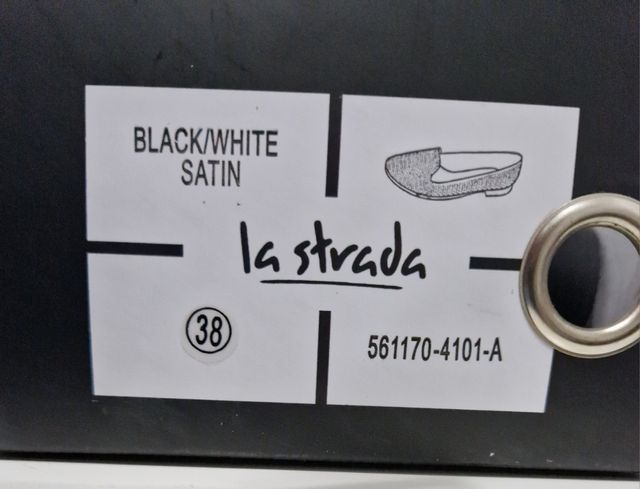 BLACK/WHITE
SATIN
la strada
38
561170-4101-A